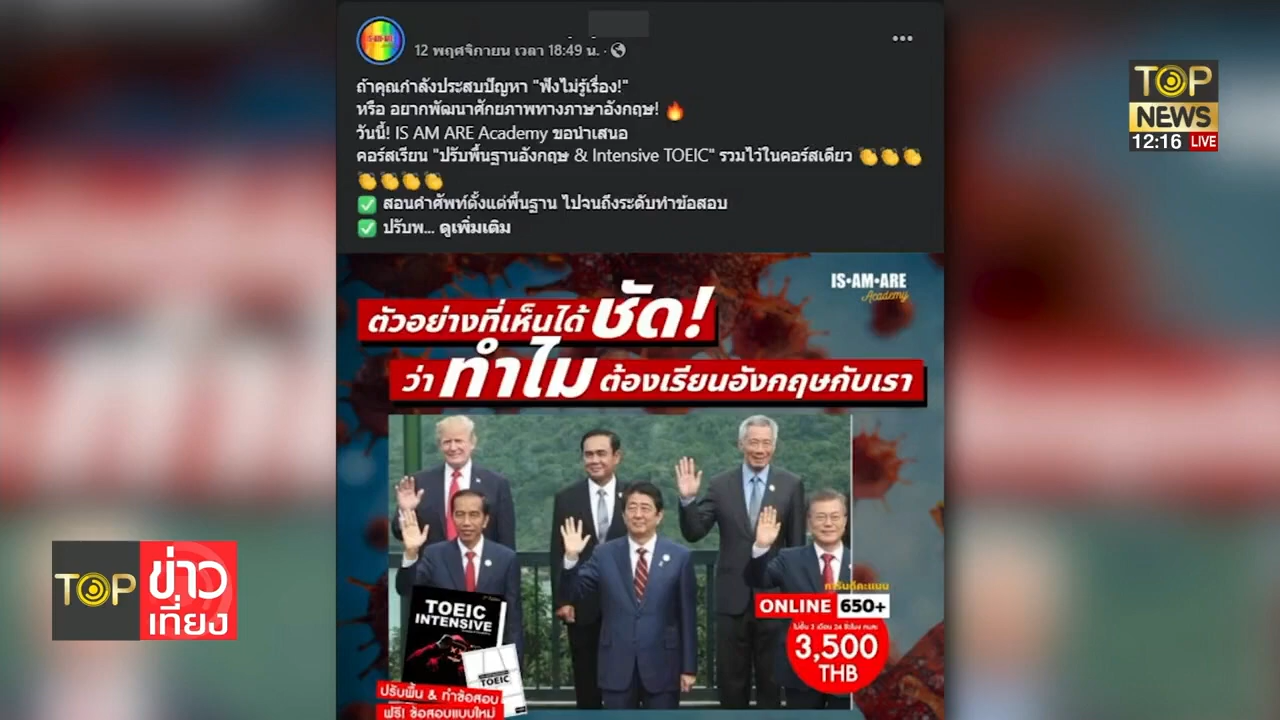 IS•AM•ARE
12 พฤศจิกายน เวลา 18:49 น. ·
ถ้าคุณกำลังประสบปัญหา "ฟังไม่รู้เรื่อง!"
หรือ อยากพัฒนาศักยภาพทางภาษาอังกฤษ! 🔥
วันนี้! IS AM ARE Academy ขอนำเสนอ
คอร์สเรียน "ปรับพื้นฐานอังกฤษ & Intensive TOEIC" รวมไว้ในคอร์สเดียว 👏👏👏
👏👏👏👏
✅ สอนคำศัพท์ตั้งแต่พื้นฐาน ไปจนถึงระดับทำข้อสอบ
✅ ปรับพ... ดูเพิ่มเติม
TOP
NEWS
12:16 LIVE
IS•AM•ARE
Academy
ตัวอย่างที่เห็นได้ ชัด!
ว่า ทำไม ต้องเรียนอังกฤษกับเรา
TOEIC
INTENSIVE
TOEIC
ปรับพื้น & ทำข้อสอบ
ฟรี! ข้อสอบแบบใหม่
การันตีคะแนน
ONLINE 650+
3,500
THB
TOP ข่าว
เที่ยง